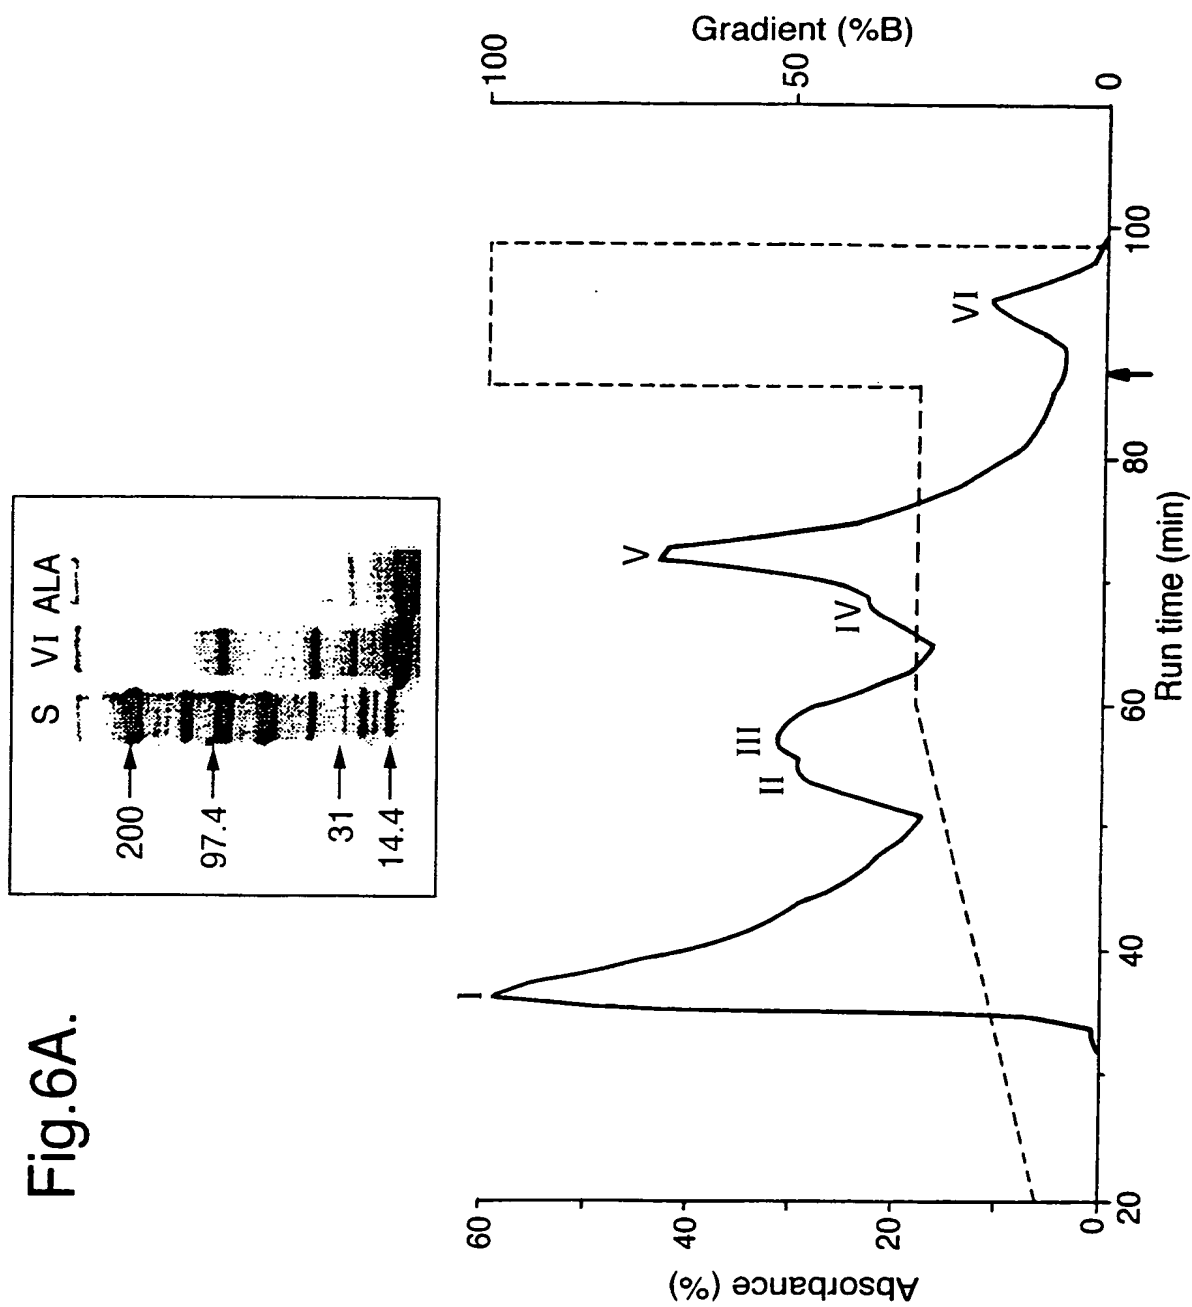 Fig.6A.
S VI ALA
200
97.4
31
14.4
Absorbance (%)
60
40
20
0
Gradient (%B)
100
50
0
I
II
III
IV
V
VI
20 40 60 80 100
Run time (min)